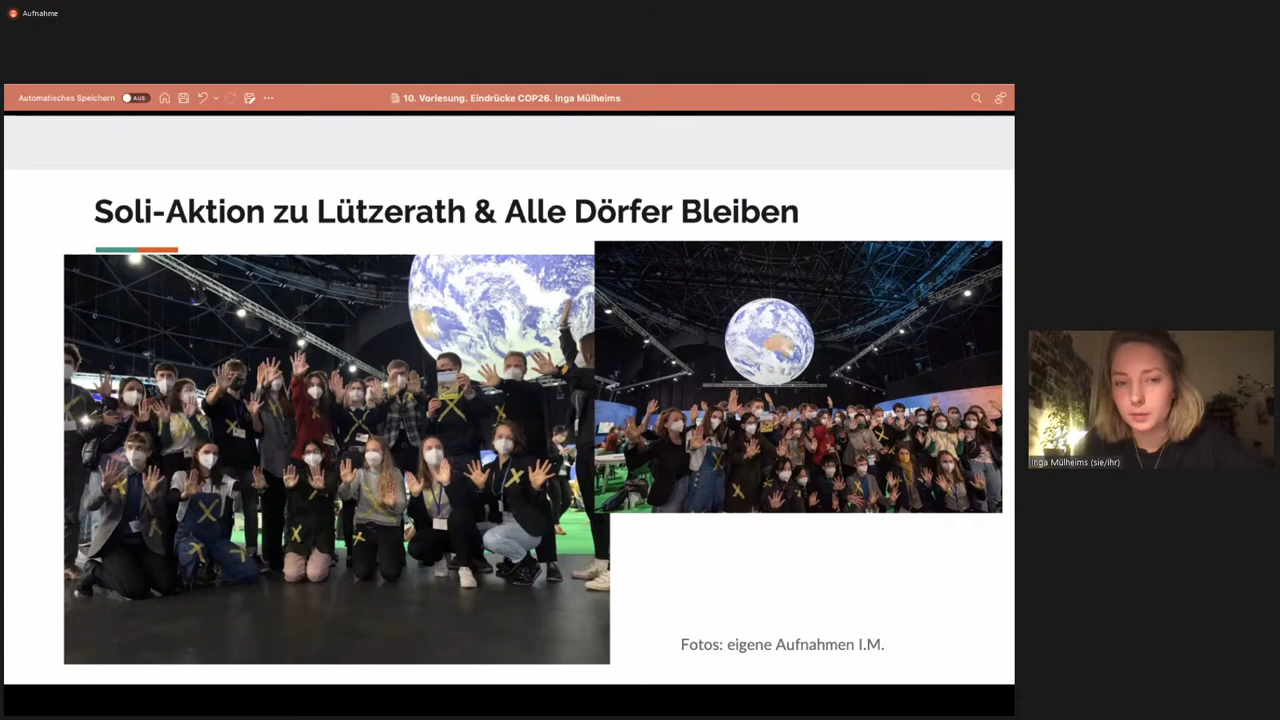 Aufnahme
Automatisches Speichern AUS
10. Vorlesung. Eindrücke COP26. Inga Mülheims
Soli-Aktion zu Lützerath & Alle Dörfer Bleiben
Inga Mülheims (sie/ihr)
Fotos: eigene Aufnahmen I.M.